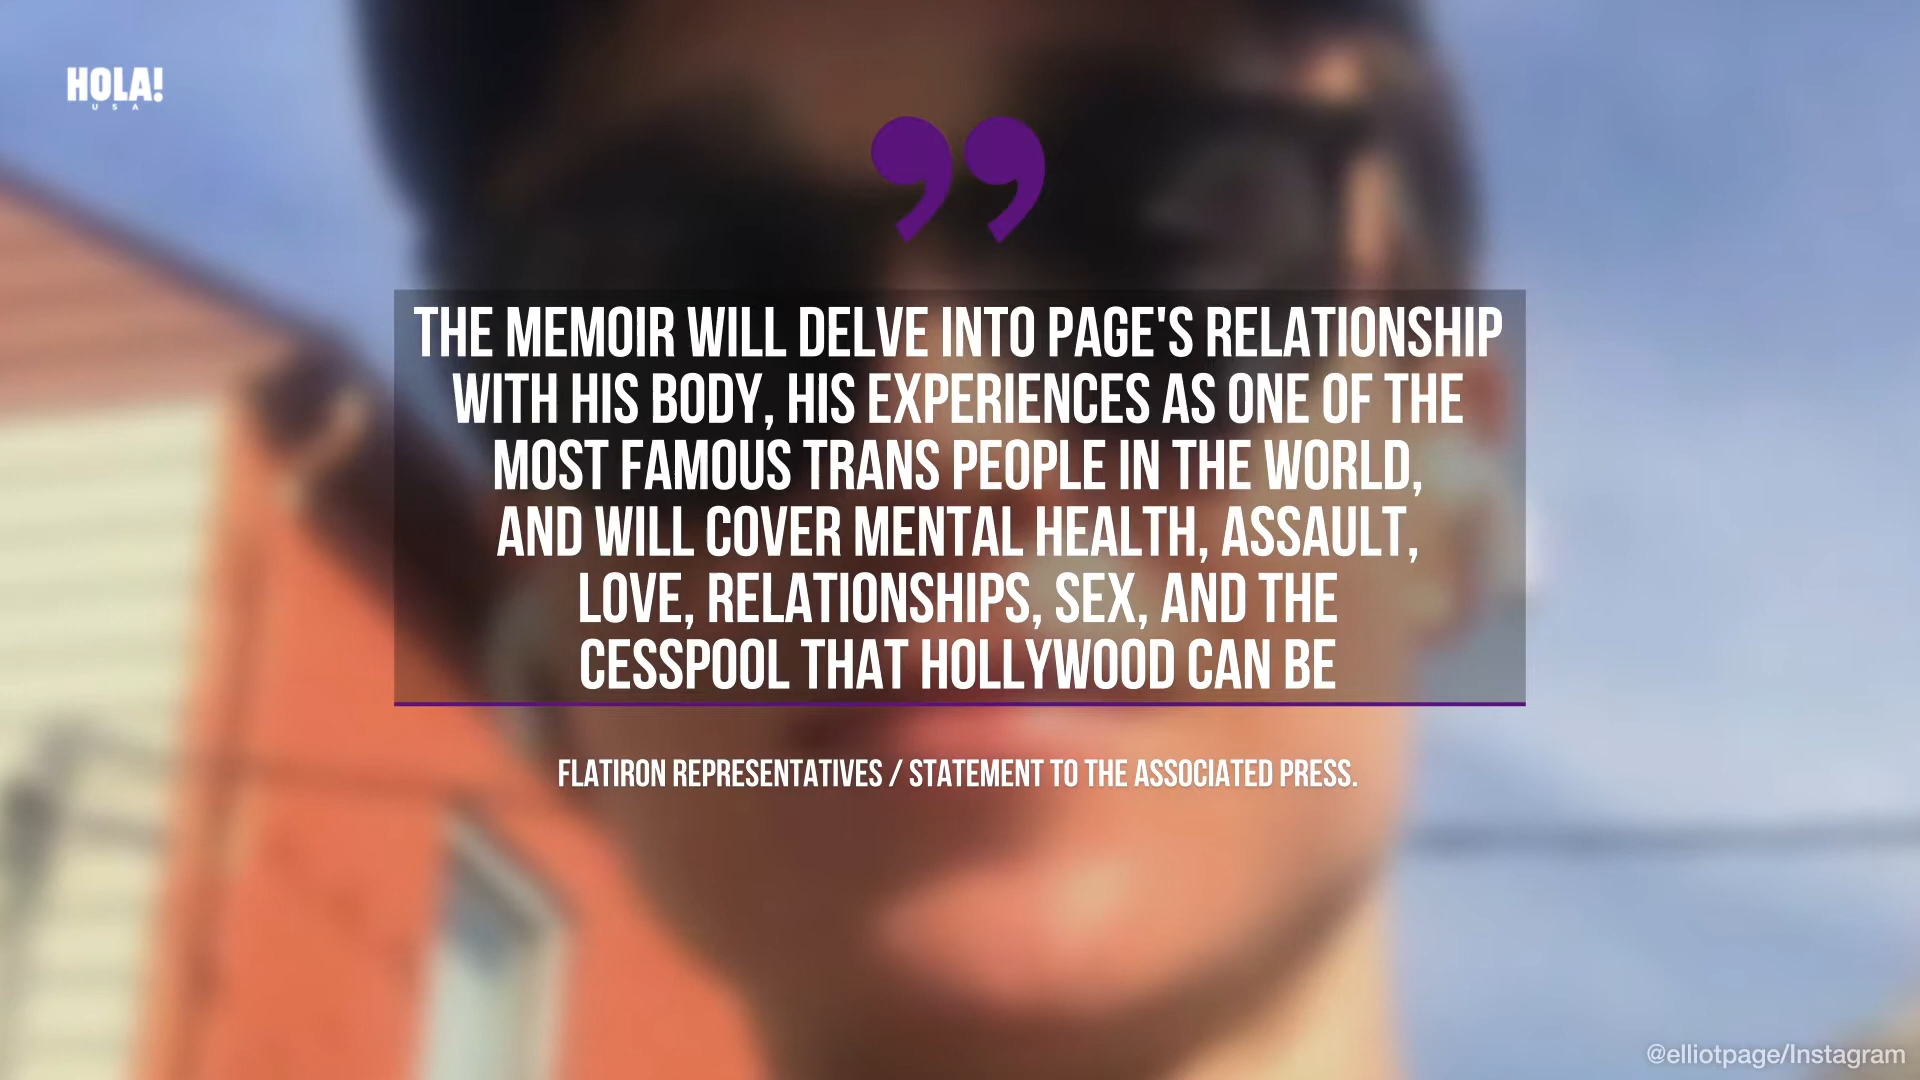 HOLA!
USA
THE MEMOIR WILL DELVE INTO PAGE'S RELATIONSHIP
WITH HIS BODY, HIS EXPERIENCES AS ONE OF THE
MOST FAMOUS TRANS PEOPLE IN THE WORLD,
AND WILL COVER MENTAL HEALTH, ASSAULT,
LOVE, RELATIONSHIPS, SEX, AND THE
CESSPOOL THAT HOLLYWOOD CAN BE
FLATIRON REPRESENTATIVES / STATEMENT TO THE ASSOCIATED PRESS.
@elliotpage/Instagram